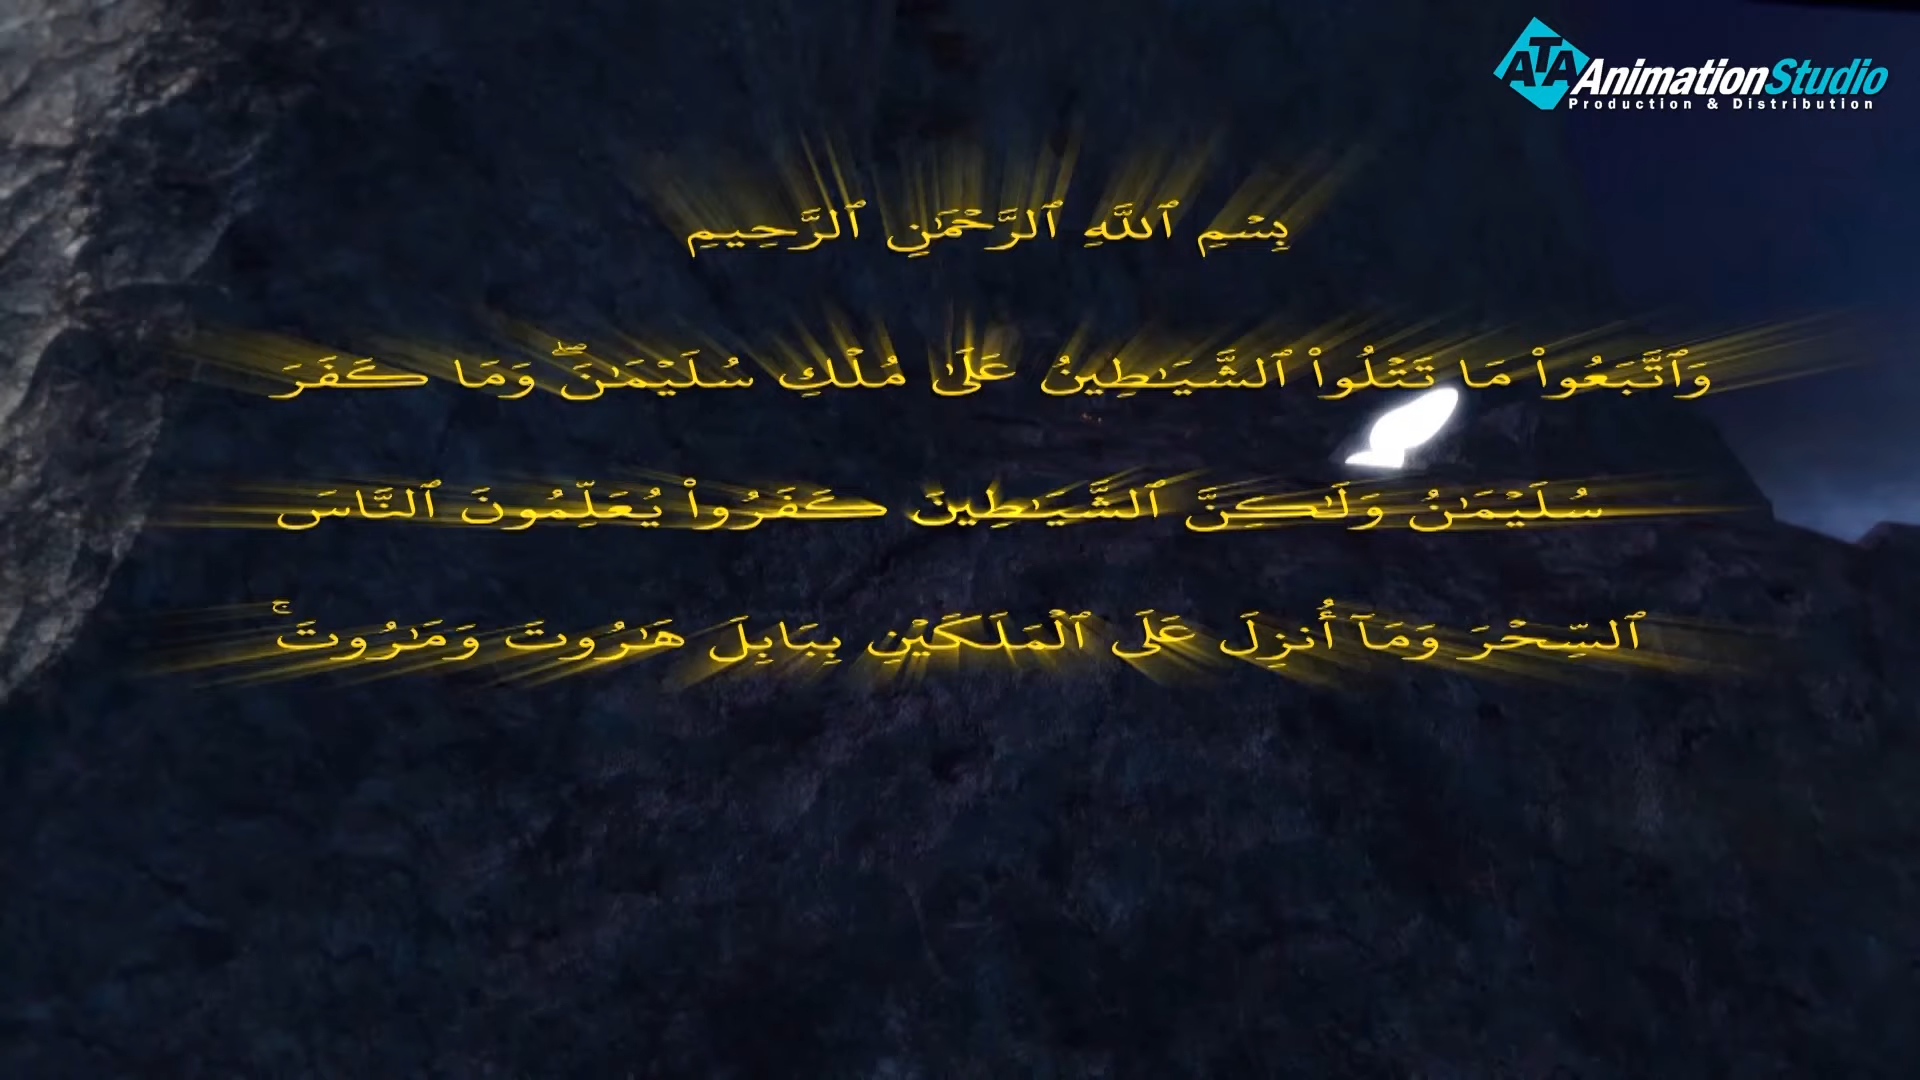 ATA AnimationStudio
Production & Distribution
بِسْمِ ٱللَّهِ ٱلرَّحْمَٰنِ ٱلرَّحِيمِ
وَٱتَّبَعُوا۟ مَا تَتْلُوا۟ ٱلشَّيَـٰطِينُ عَلَىٰ مُلْكِ سُلَيْمَـٰنَ ۖ وَمَا كَفَرَ
سُلَيْمَـٰنُ وَلَـٰكِنَّ ٱلشَّيَـٰطِينَ كَفَرُوا۟ يُعَلِّمُونَ ٱلنَّاسَ
ٱلسِّحْرَ وَمَآ أُنزِلَ عَلَى ٱلْمَلَكَيْنِ بِبَابِلَ هَـٰرُوتَ وَمَـٰرُوتَ ۚ